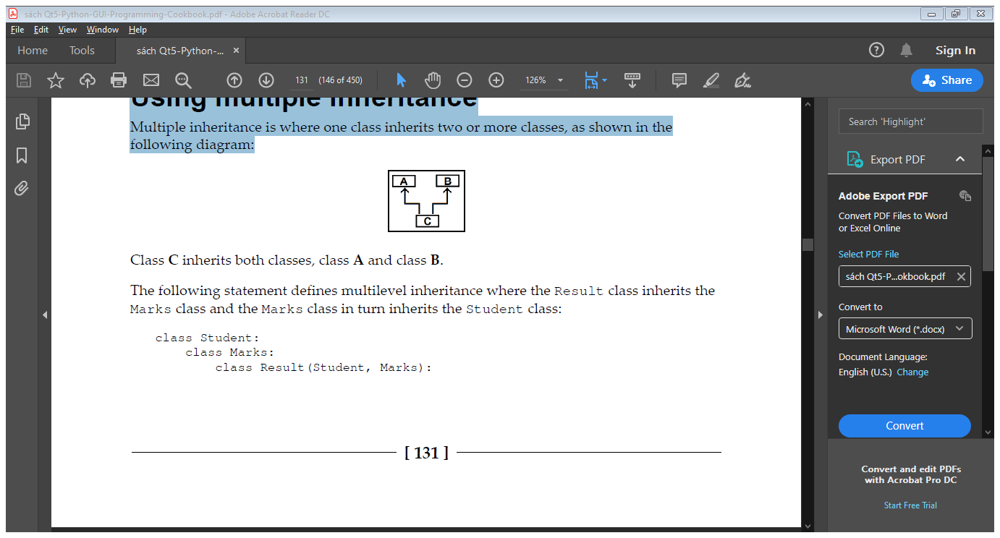 sách Qt5-Python-GUI-Programming-Cookbook.pdf - Adobe Acrobat Reader DC
File Edit View Window Help
Home Tools sách Qt5-Python-... × Sign In
131 (146 of 450) 126% Share
Using multiple inheritance
Multiple inheritance is where one class inherits two or more classes, as shown in the
following diagram:
A B
C
Class C inherits both classes, class A and class B.
The following statement defines multilevel inheritance where the Result class inherits the
Marks class and the Marks class in turn inherits the Student class:
class Student:
class Marks:
class Result(Student, Marks):
[ 131 ]
Search 'Highlight'
Export PDF
Adobe Export PDF
Convert PDF Files to Word
or Excel Online
Select PDF File
sách Qt5-P...okbook.pdf
Convert to
Microsoft Word (*.docx)
Document Language:
English (U.S.) Change
Convert
Convert and edit PDFs
with Acrobat Pro DC
Start Free Trial